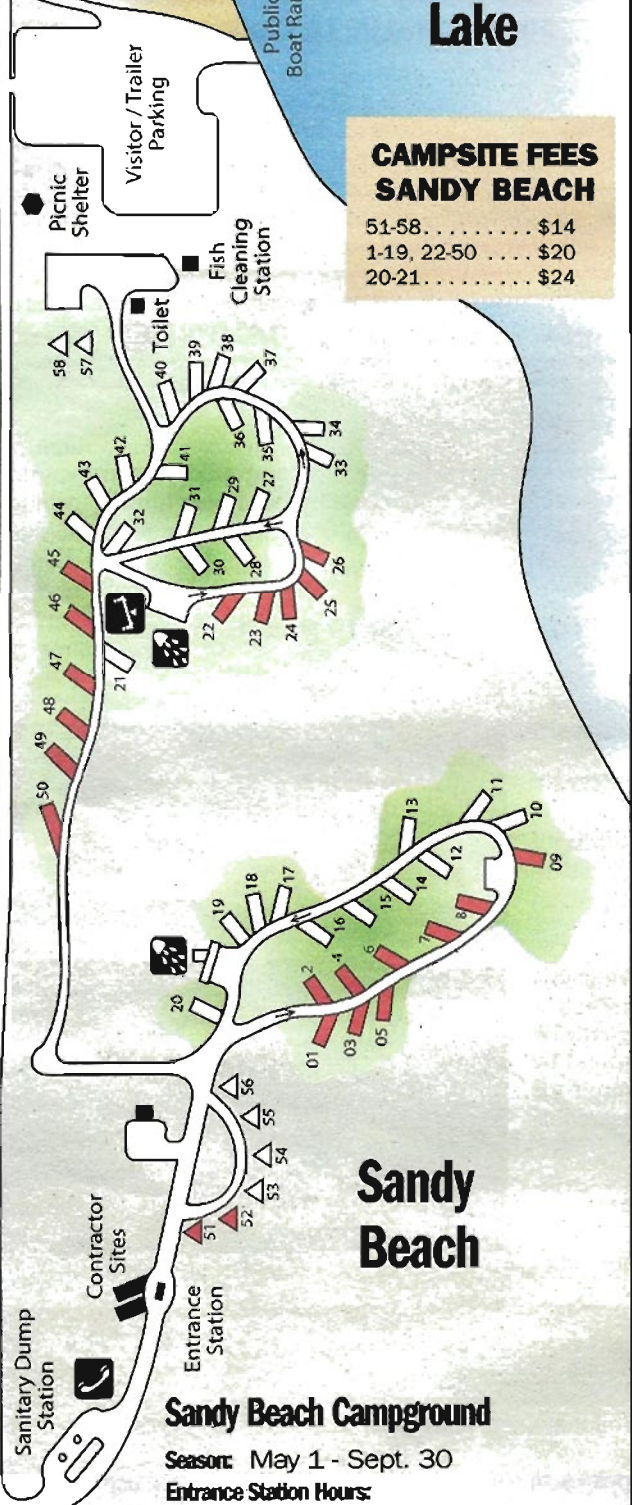 Lake
Public
Boat Ra
Visitor / Trailer
Parking
Picnic
Shelter
CAMPSITE FEES
SANDY BEACH
51-58......... $14
1-19, 22-50 .... $20
20-21......... $24
Fish
Cleaning
Station
Toilet
58
57
40
39
38
37
36
35
34
33
41
42
43
44
32
31
30
29
28
27
26
25
24
23
22
21
45
46
47
48
49
50
13
11
10
12
14
15
09
8
7
6
16
17
18
19
20
2
4
01
03
05
56
55
54
53
52
51
Sandy
Beach
Contractor
Sites
Entrance
Station
Sanitary Dump
Station
Sandy Beach Campground
Season: May 1 - Sept. 30
Entrance Station Hours: